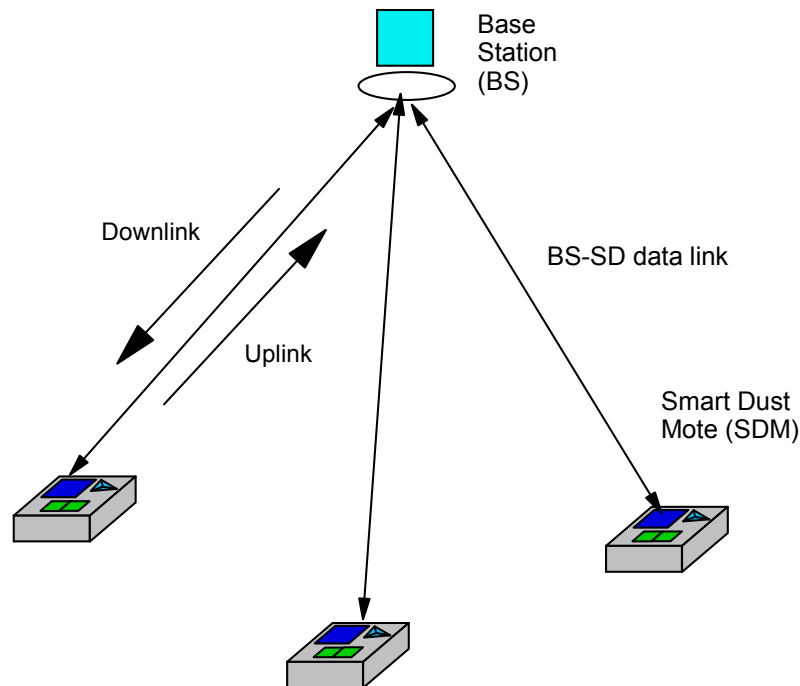 Base
Station
(BS)
Downlink
BS-SD data link
Uplink
Smart Dust
Mote (SDM)